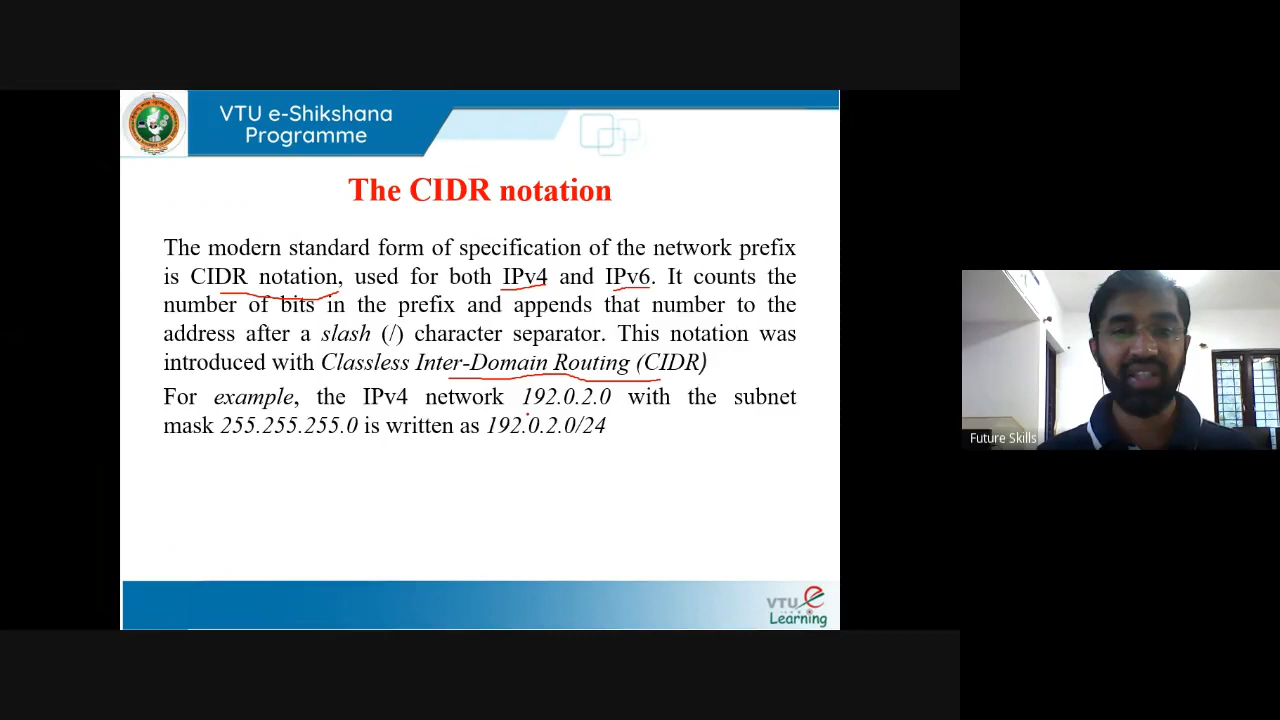 VTU e-Shikshana
Programme
The CIDR notation
The modern standard form of specification of the network prefix
is CIDR notation, used for both IPv4 and IPv6. It counts the
number of bits in the prefix and appends that number to the
address after a slash (/) character separator. This notation was
introduced with Classless Inter-Domain Routing (CIDR)
For example, the IPv4 network 192.0.2.0 with the subnet
mask 255.255.255.0 is written as 192.0.2.0/24
VTU e
Learning
Future Skills